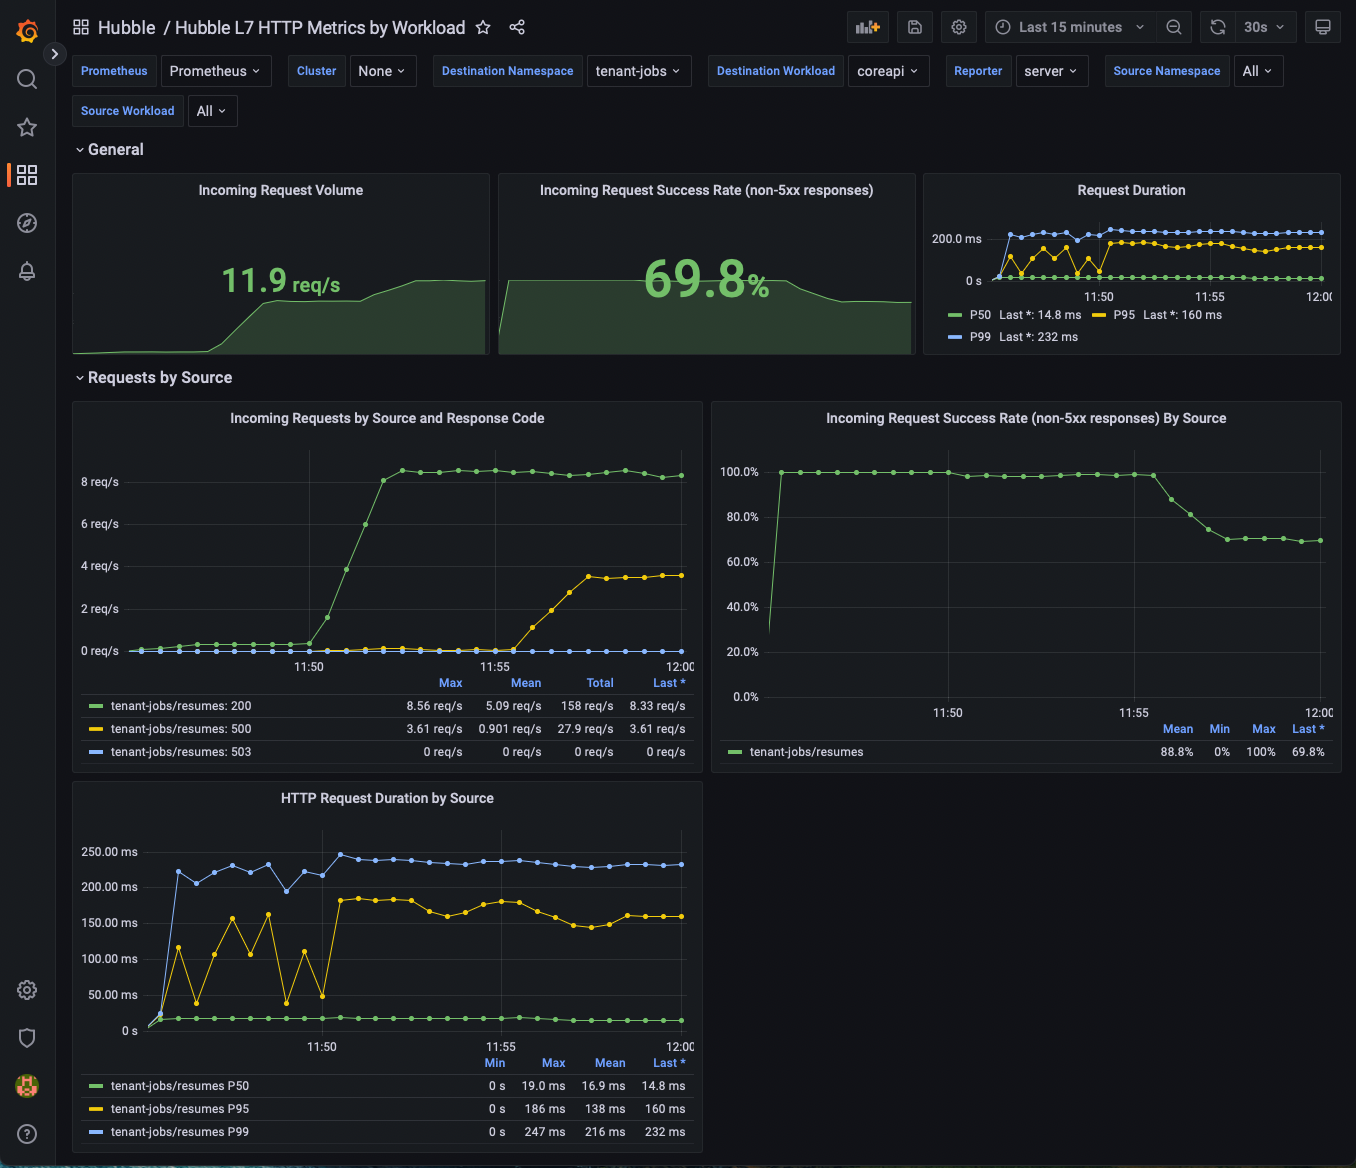 Hubble / Hubble L7 HTTP Metrics by Workload
Last 15 minutes
30s
Prometheus Prometheus Cluster None Destination Namespace tenant-jobs Destination Workload coreapi Reporter server Source Namespace All
Source Workload All
General
Incoming Request Volume
11.9 req/s
Incoming Request Success Rate (non-5xx responses)
69.8%
Request Duration
200.0 ms
0 s
11:50 11:55 12:00
P50 Last *: 14.8 ms P95 Last *: 160 ms
P99 Last *: 232 ms
Requests by Source
Incoming Requests by Source and Response Code
8 req/s
6 req/s
4 req/s
2 req/s
0 req/s
11:50 11:55 12:00
Max Mean Total Last *
tenant-jobs/resumes: 200 8.56 req/s 5.09 req/s 158 req/s 8.33 req/s
tenant-jobs/resumes: 500 3.61 req/s 0.901 req/s 27.9 req/s 3.61 req/s
tenant-jobs/resumes: 503 0 req/s 0 req/s 0 req/s 0 req/s
Incoming Request Success Rate (non-5xx responses) By Source
100.0%
80.0%
60.0%
40.0%
20.0%
0.0%
11:50 11:55 12:00
Mean Min Max Last *
tenant-jobs/resumes 88.8% 0% 100% 69.8%
HTTP Request Duration by Source
250.00 ms
200.00 ms
150.00 ms
100.00 ms
50.00 ms
0 s
11:50 11:55 12:00
Min Max Mean Last *
tenant-jobs/resumes P50 0 s 19.0 ms 16.9 ms 14.8 ms
tenant-jobs/resumes P95 0 s 186 ms 138 ms 160 ms
tenant-jobs/resumes P99 0 s 247 ms 216 ms 232 ms